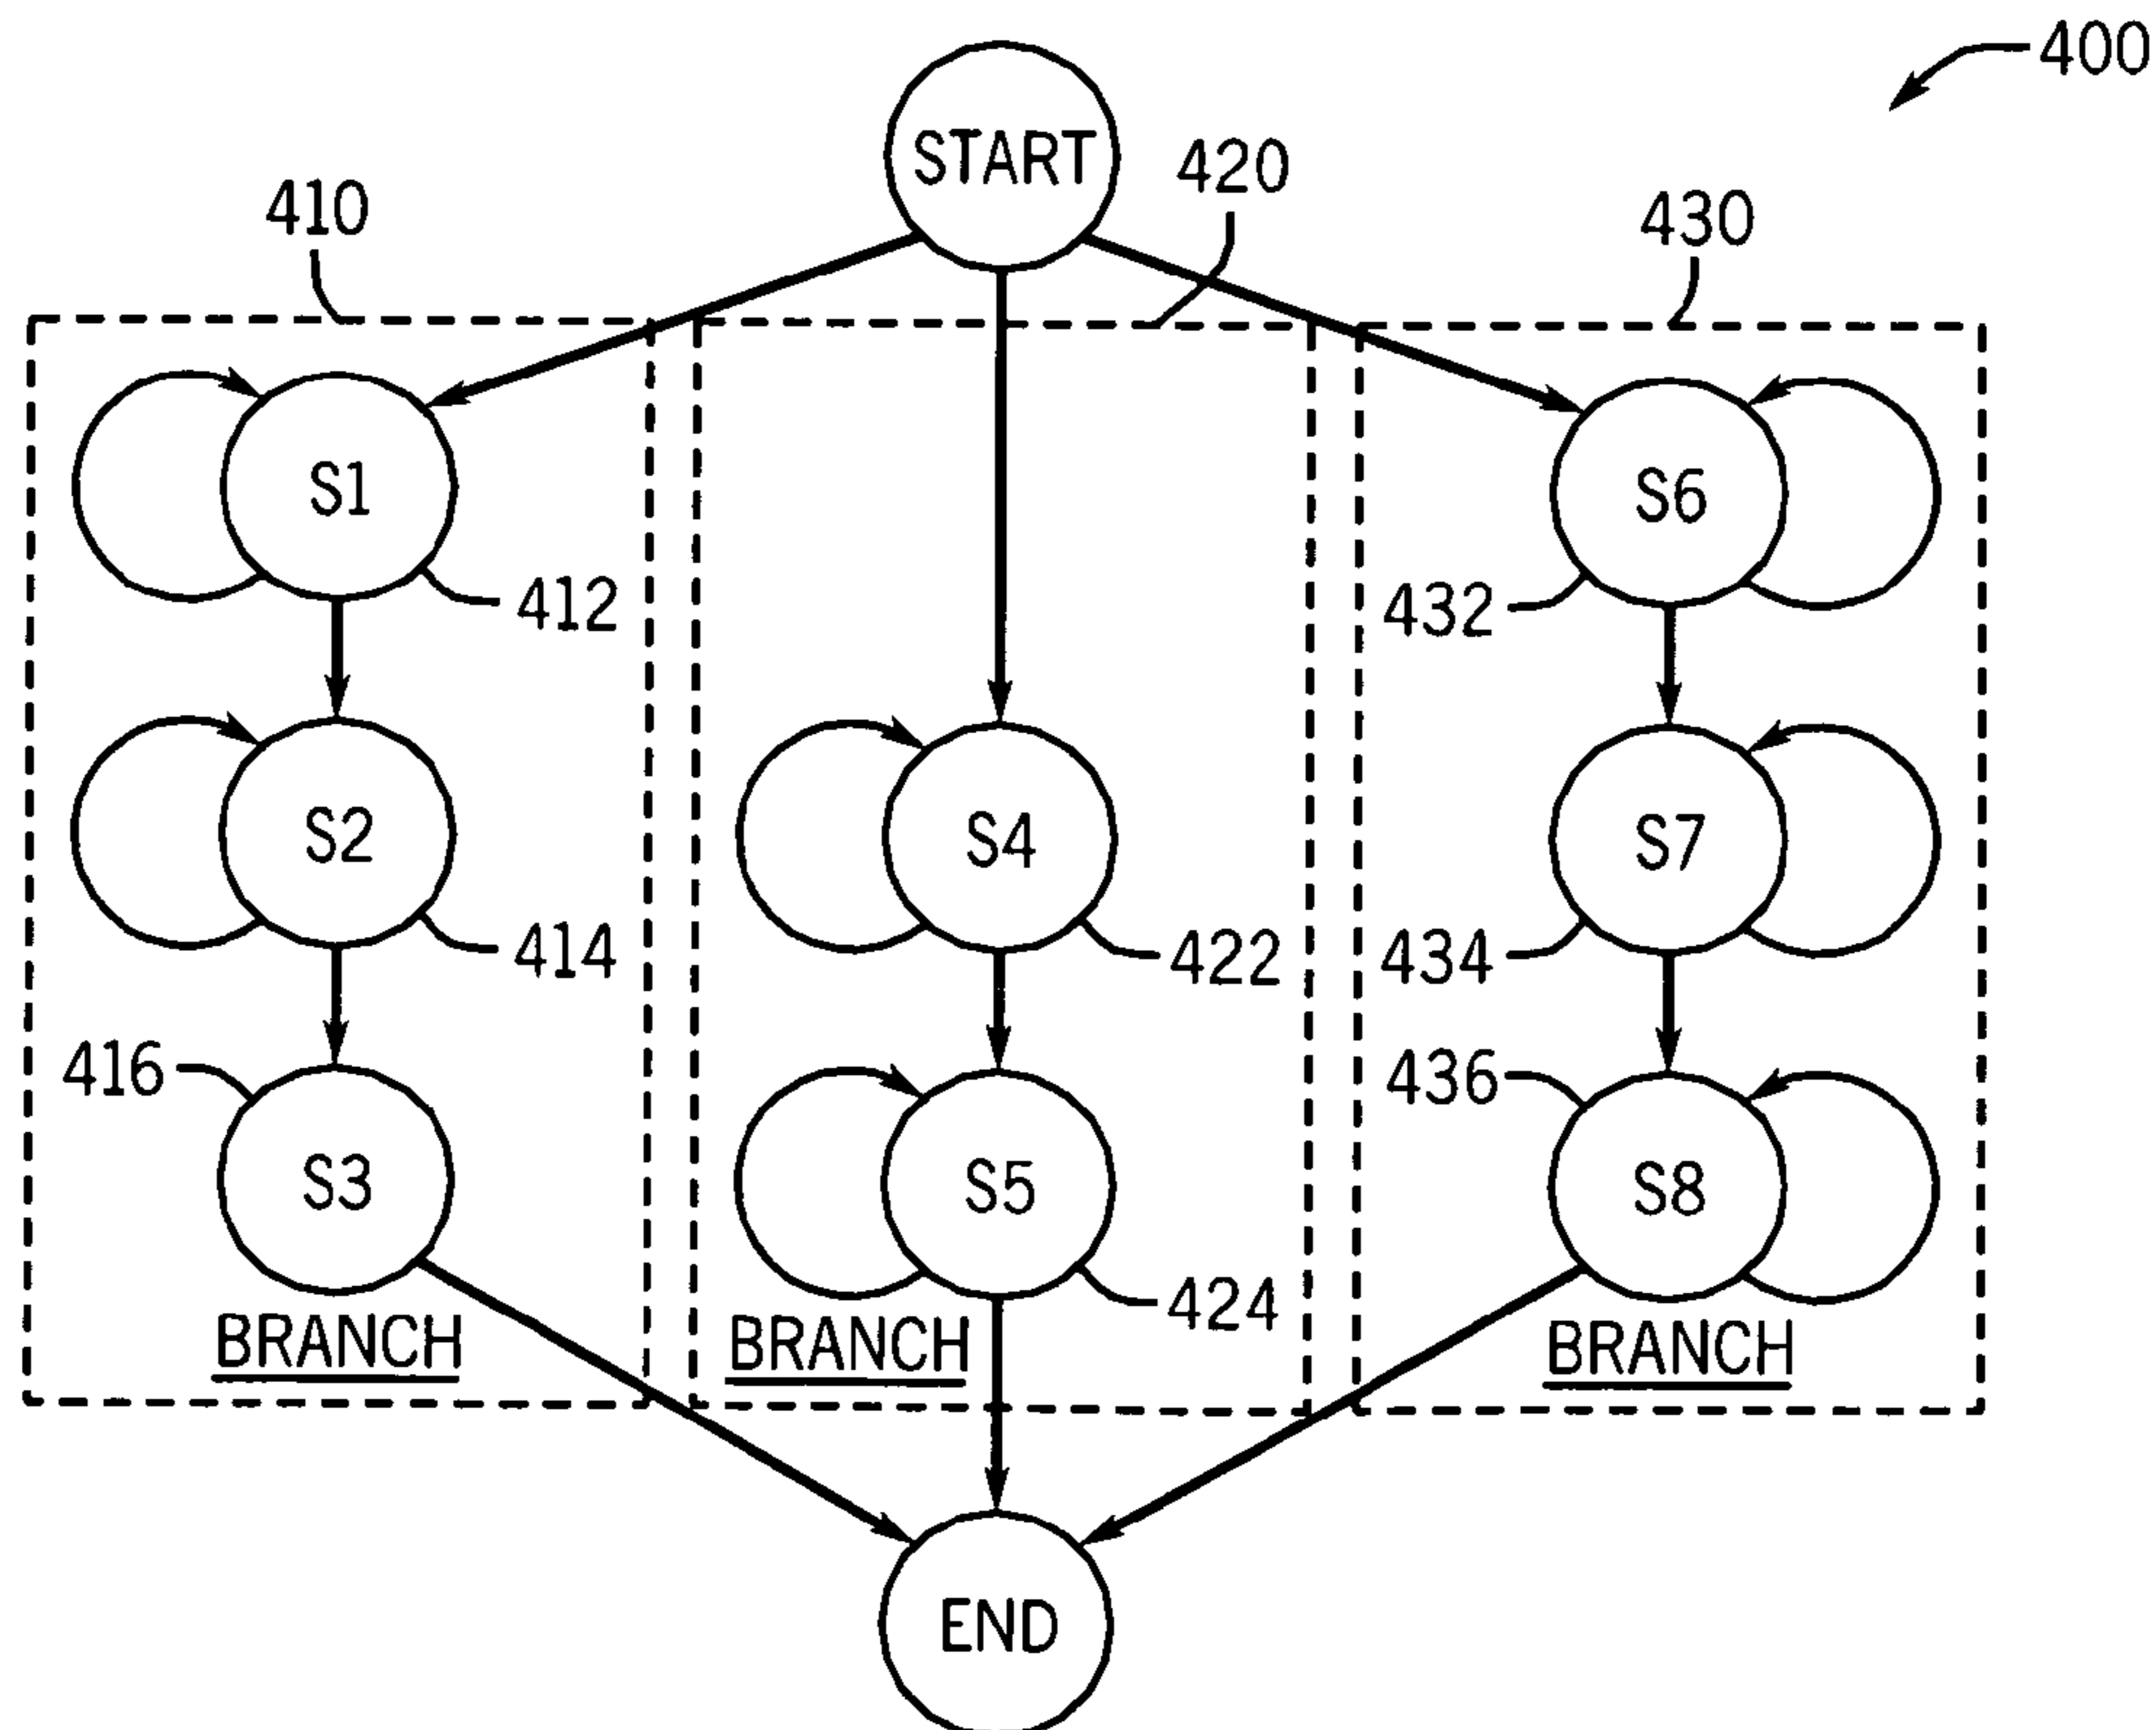 400
START
420
410
430
S1
S6
412
432
S2
S4
S7
414
422
434
416
436
S3
S5
S8
424
BRANCH
BRANCH
BRANCH
END